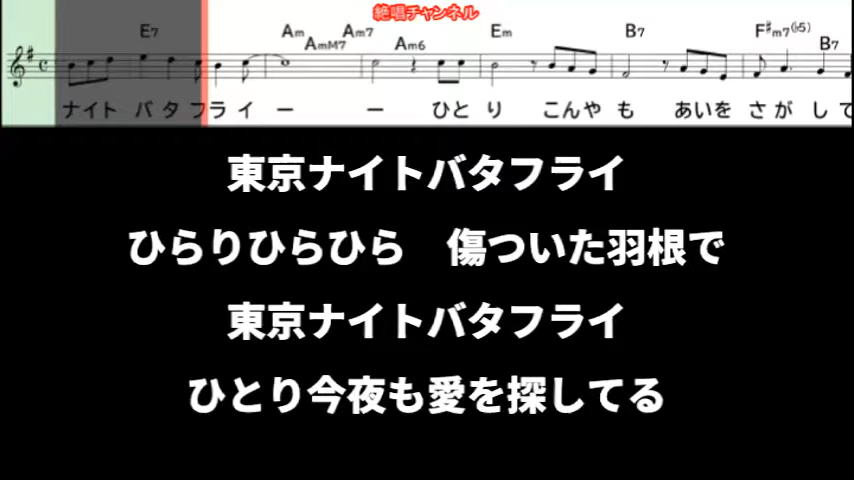 絶唱チャンネル
E7 Am AmM7 Am7 Am6 Em B7 F#m7(♭5) B7
ナイト バタフライ ー ー ひとり こんや も あいを さが して
東京ナイトバタフライ
ひらりひらひら 傷ついた羽根で
東京ナイトバタフライ
ひとり今夜も愛を探してる